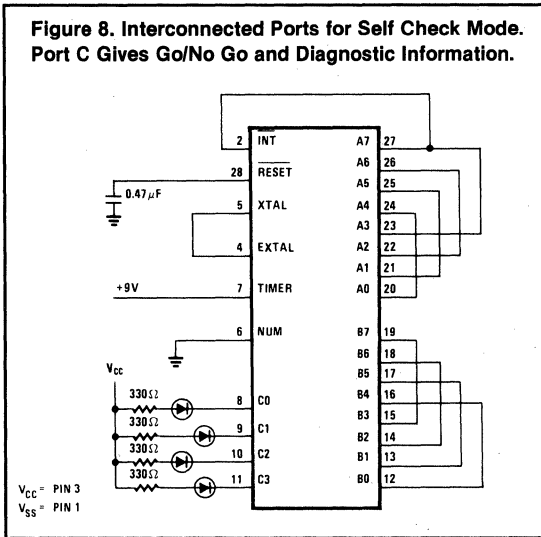 Figure 8. Interconnected Ports for Self Check Mode.
Port C Gives Go/No Go and Diagnostic Information.
2 INT A7 27
A6 26
28 RESET A5 25
0.47μF
5 XTAL A4 24
A3 23
4 EXTAL A2 22
A1 21
+9V 7 TIMER A0 20
6 NUM B7 19
B6 18
VCC B5 17
330Ω 8 C0 B4 16
B3 15
330Ω 9 C1 B2 14
330Ω 10 C2 B1 13
330Ω 11 C3 B0 12
VCC = PIN 3
VSS = PIN 1